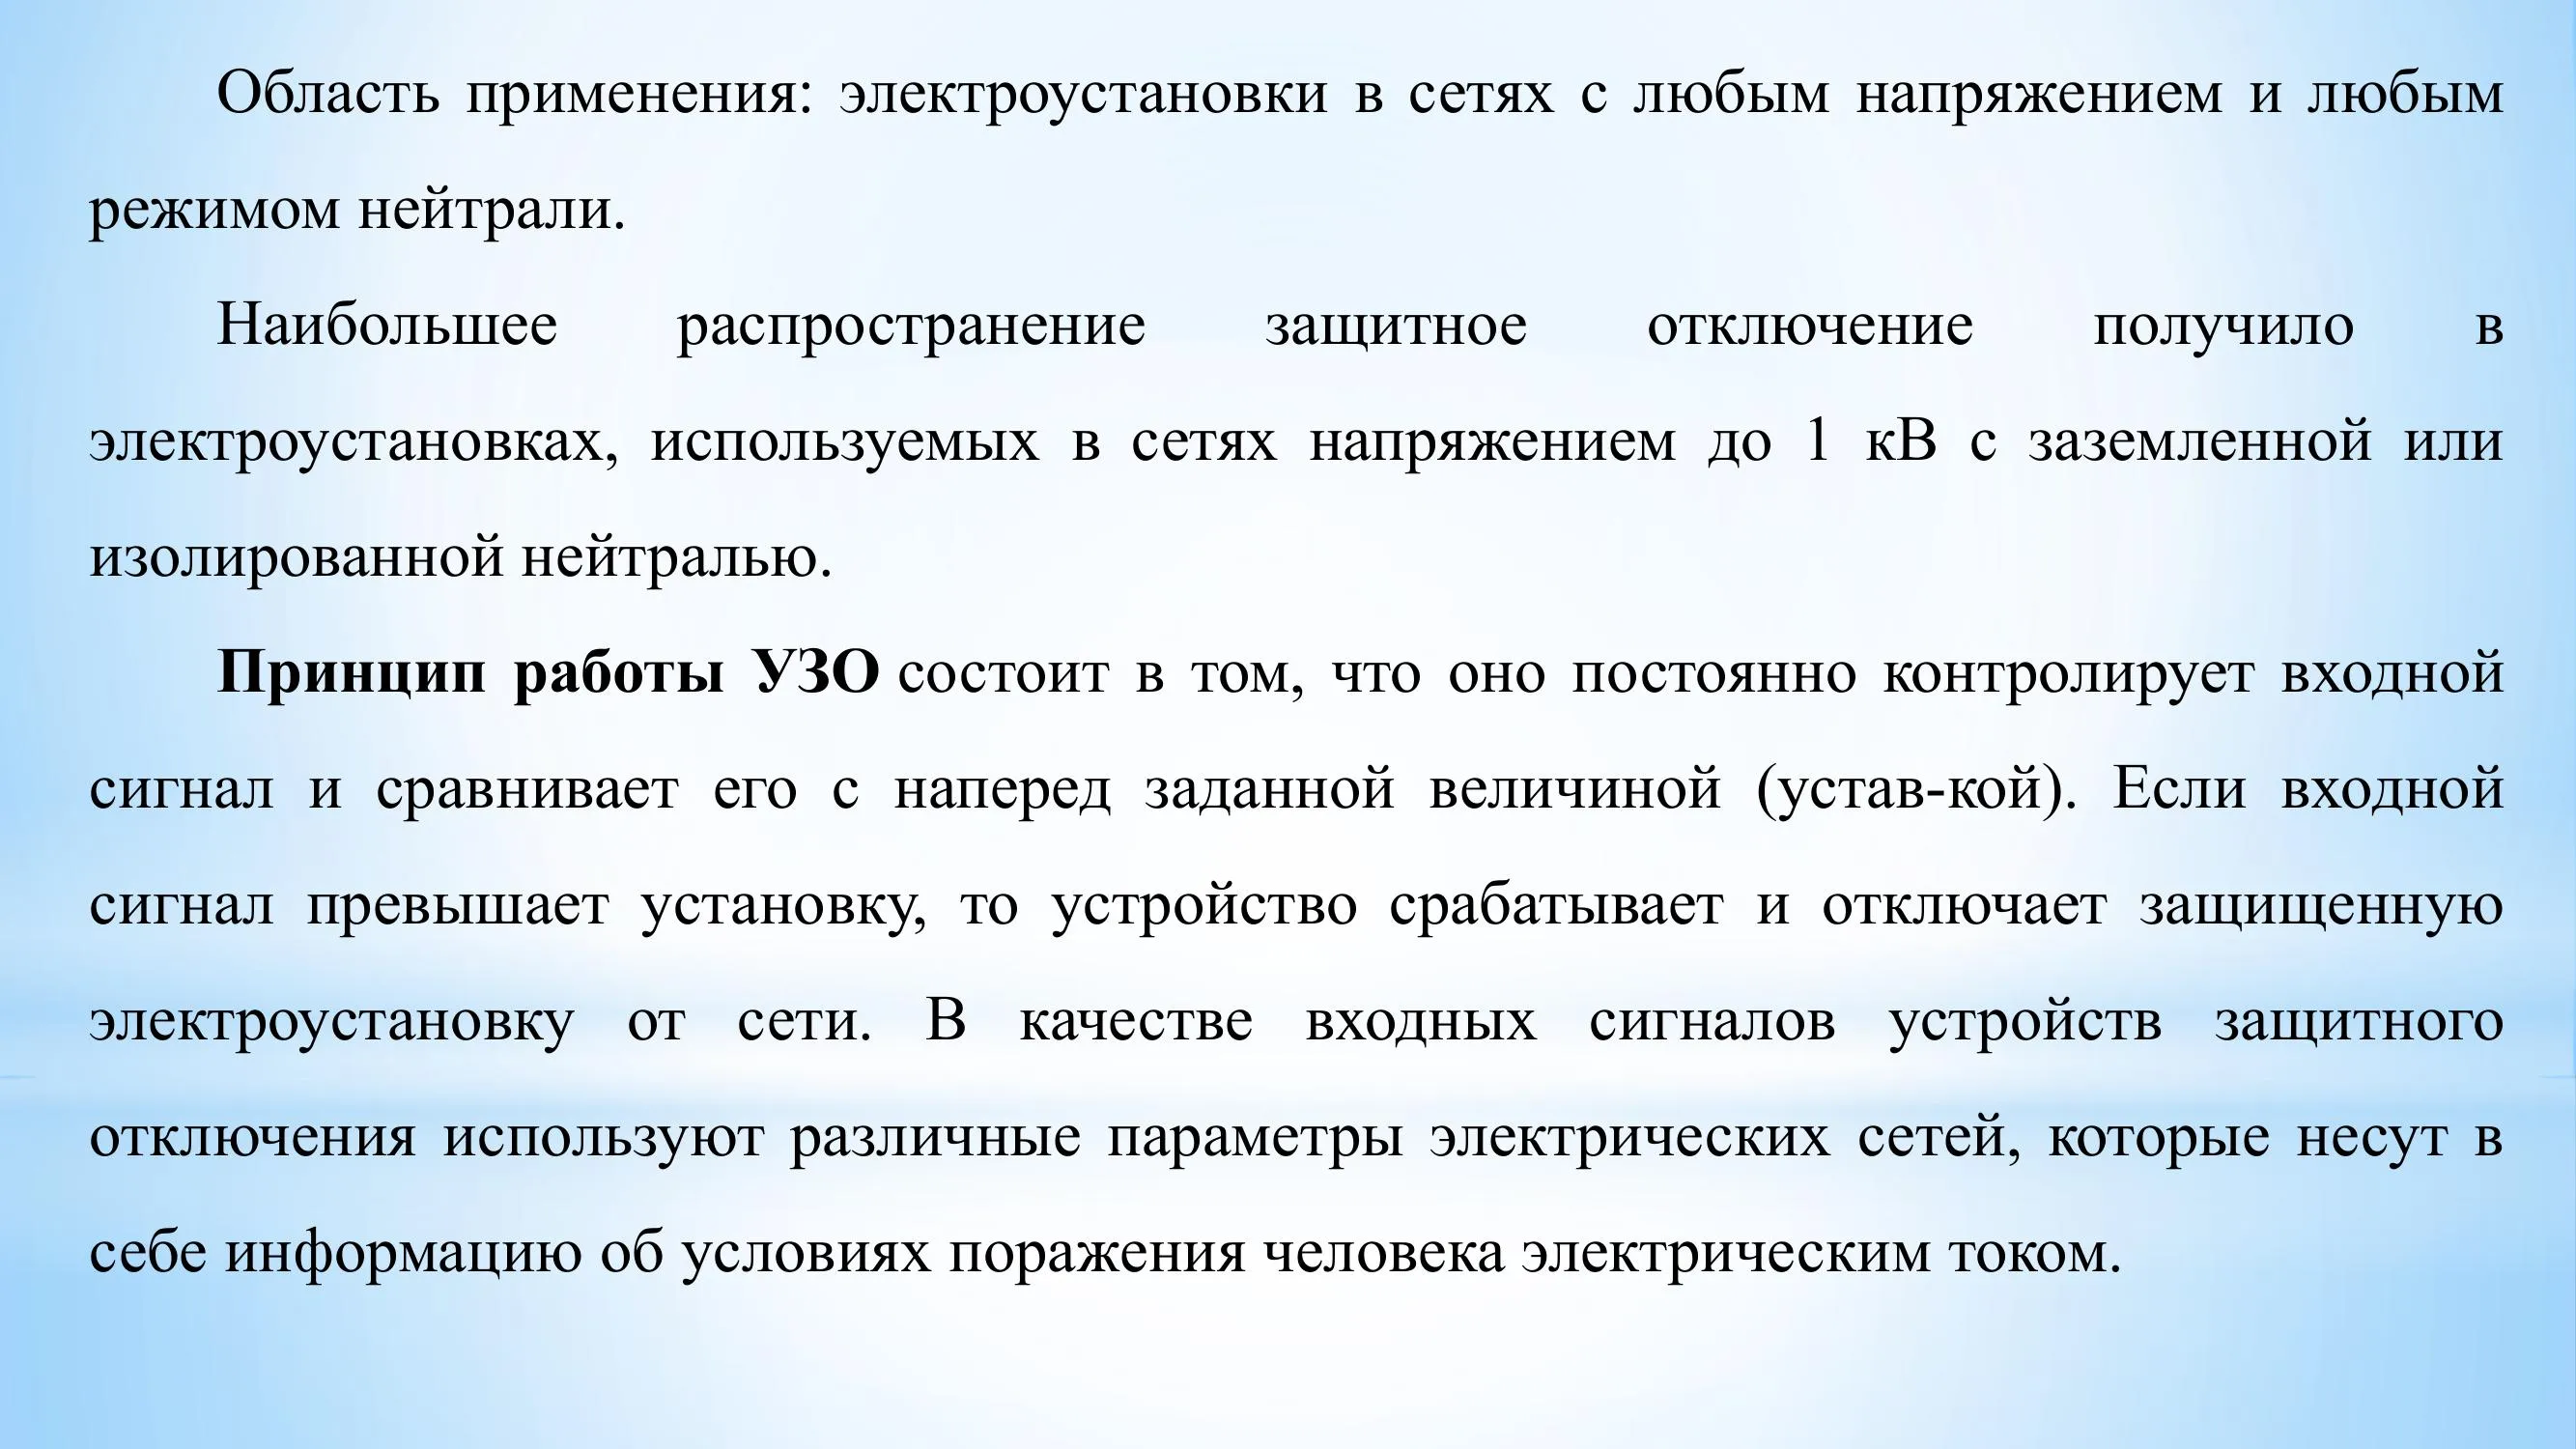 Область применения: электроустановки в сетях с любым напряжением и любым
режимом нейтрали.
Наибольшее распространение защитное отключение получило в
электроустановках, используемых в сетях напряжением до 1 кВ с заземленной или
изолированной нейтралью.
Принцип работы УЗО состоит в том, что оно постоянно контролирует входной
сигнал и сравнивает его с наперед заданной величиной (устав-кой). Если входной
сигнал превышает установку, то устройство срабатывает и отключает защищенную
электроустановку от сети. В качестве входных сигналов устройств защитного
отключения используют различные параметры электрических сетей, которые несут в
себе информацию об условиях поражения человека электрическим током.